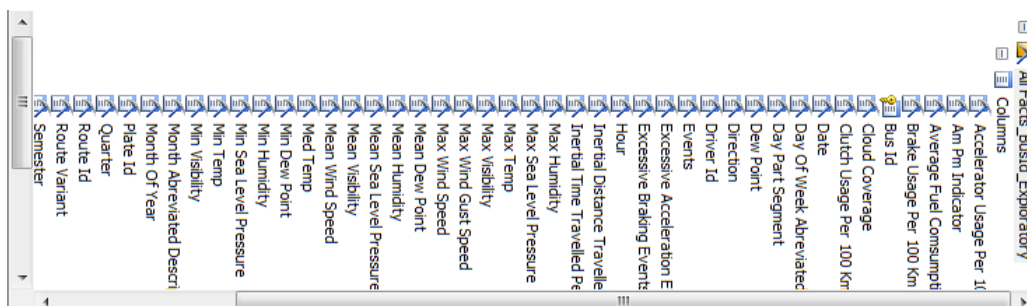 All Facts_BusId_Exploratory
Columns
Accelerator Usage Per 1(
Am Pm Indicator
Average Fuel Comsumpti
Brake Usage Per 100 Km
Bus Id
Cloud Coverage
Clutch Usage Per 100 Km
Date
Day Of Week Abreviated
Day Part Segment
Dew Point
Direction
Driver Id
Events
Excessive Acceleration E
Excessive Braking Events
Hour
Inertial Distance Travelle
Inertial Time Travelled Pe
Max Humidity
Max Sea Level Pressure
Max Temp
Max Visibility
Max Wind Gust Speed
Max Wind Speed
Mean Dew Point
Mean Humidity
Mean Sea Level Pressure
Mean Visibility
Mean Wind Speed
Med Temp
Min Dew Point
Min Humidity
Min Sea Level Pressure
Min Temp
Min Visibility
Month Abreviated Descri
Month Of Year
Plate Id
Quarter
Route Id
Route Variant
Semester